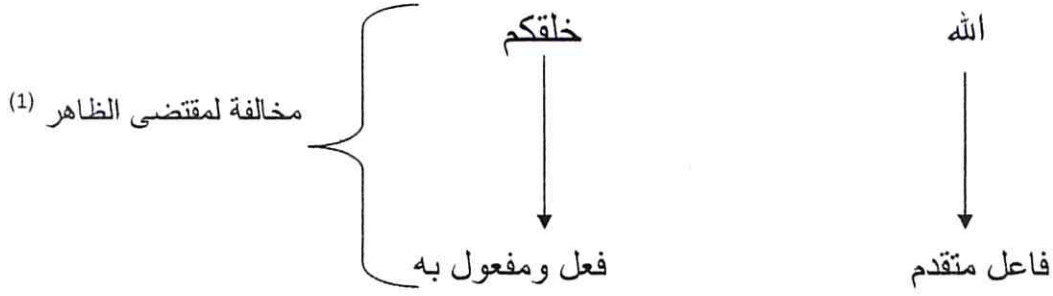 الله خلقكم
مخالفة لمقتضى الظاهر (1)
فاعل متقدم فعل ومفعول به